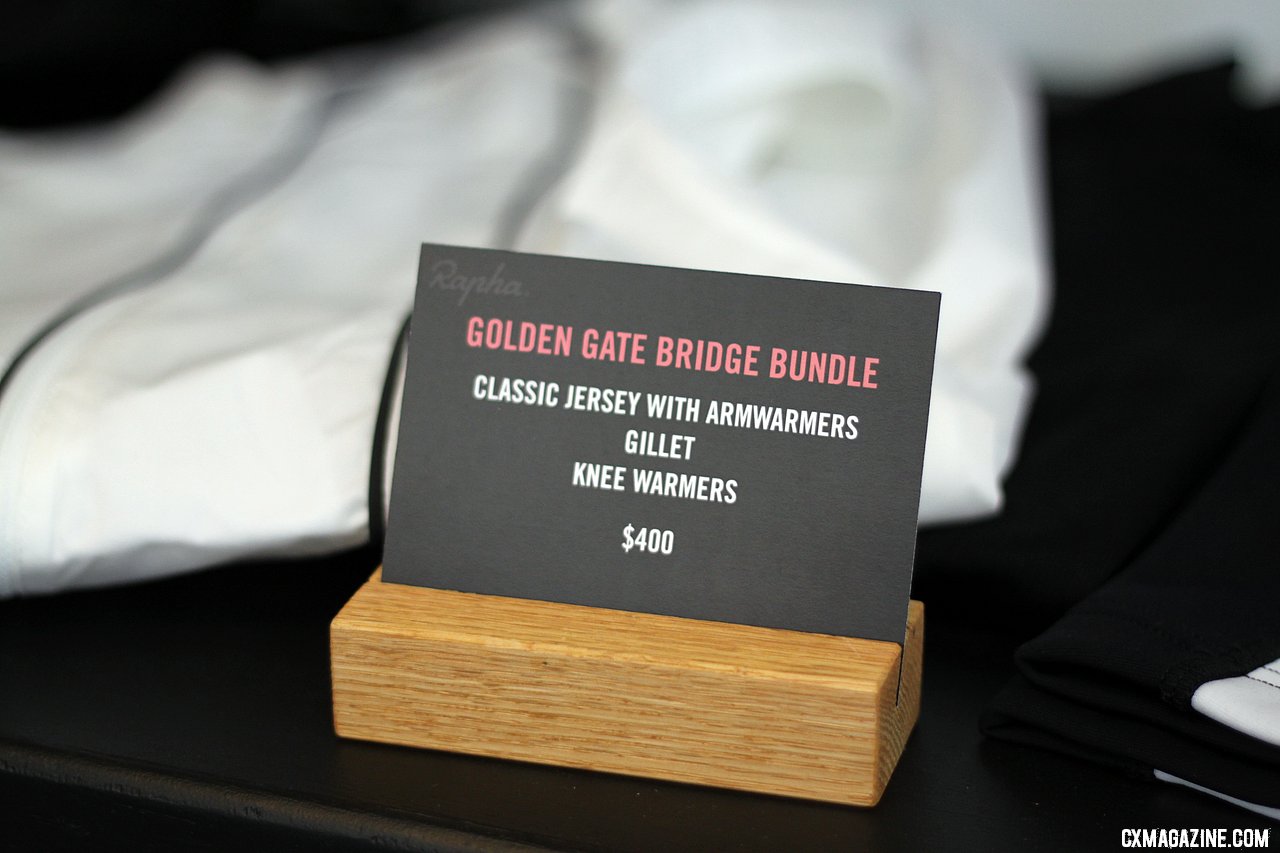 Rapha.
GOLDEN GATE BRIDGE BUNDLE
CLASSIC JERSEY WITH ARMWARMERS
GILLET
KNEE WARMERS
$400
CXMAGAZINE.COM